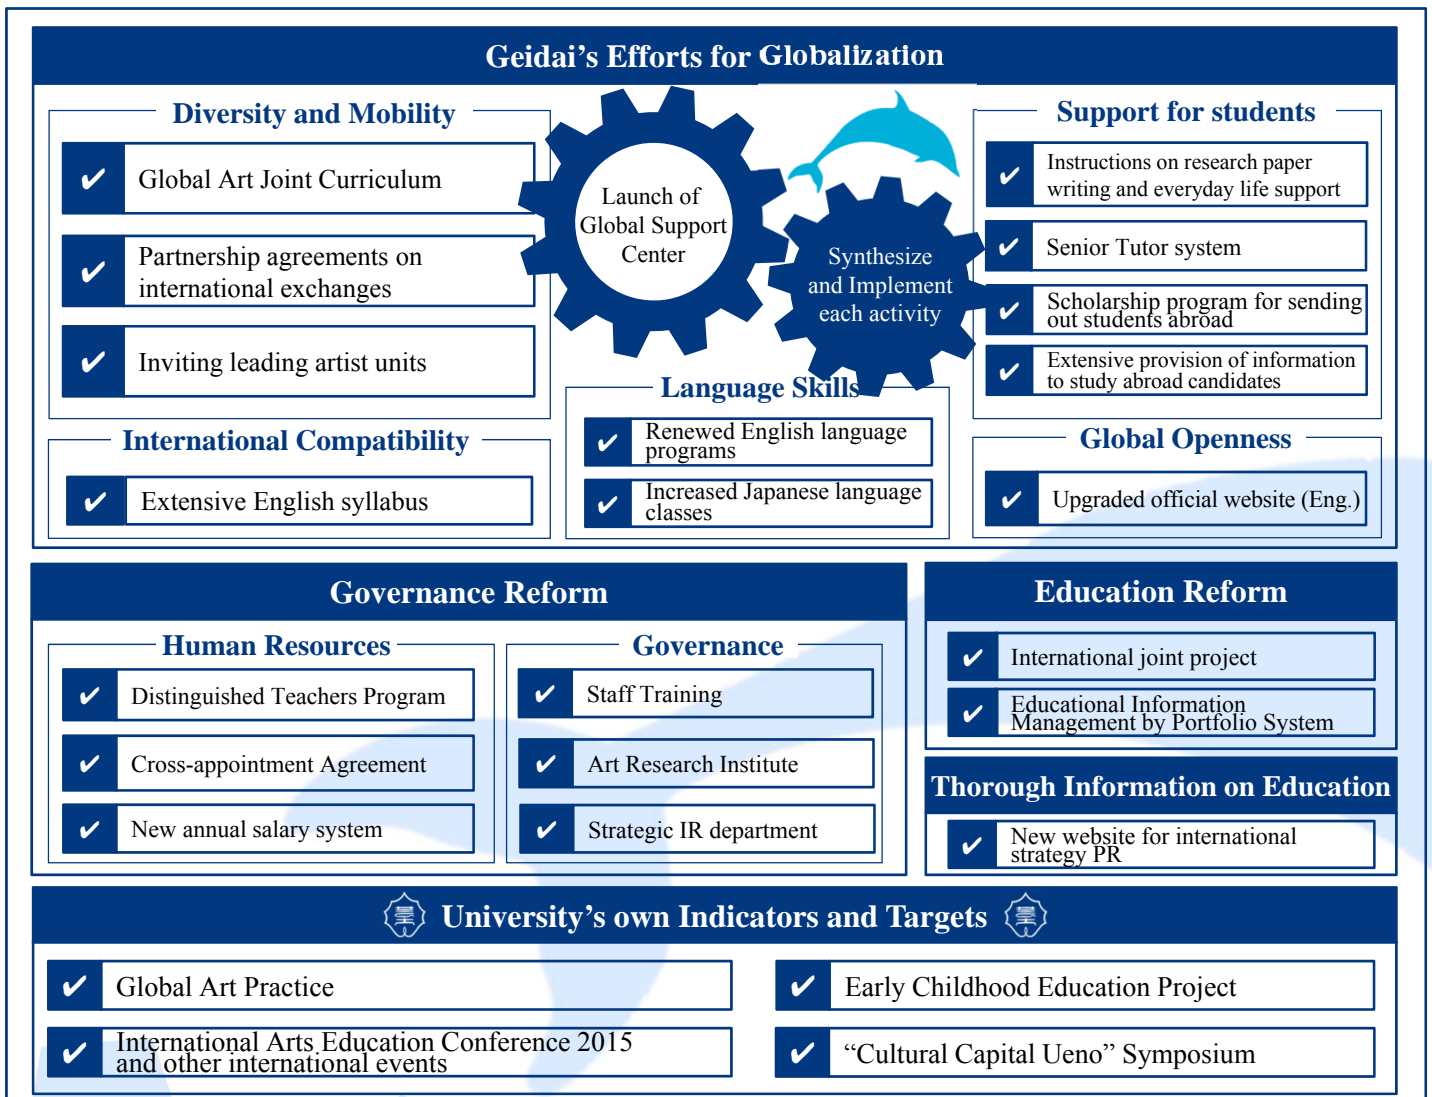 Geidai’s Efforts for Globalization
Diversity and Mobility
✔ Global Art Joint Curriculum
✔ Partnership agreements on
international exchanges
✔ Inviting leading artist units
International Compatibility
✔ Extensive English syllabus
Launch of
Global Support
Center
Synthesize
and Implement
each activity
Language Skills
✔ Renewed English language
programs
✔ Increased Japanese language
classes
Support for students
✔ Instructions on research paper
writing and everyday life support
✔ Senior Tutor system
✔ Scholarship program for sending
out students abroad
✔ Extensive provision of information
to study abroad candidates
Global Openness
✔ Upgraded official website (Eng.)
Governance Reform
Human Resources
✔ Distinguished Teachers Program
✔ Cross-appointment Agreement
✔ New annual salary system
Governance
✔ Staff Training
✔ Art Research Institute
✔ Strategic IR department
Education Reform
✔ International joint project
✔ Educational Information
Management by Portfolio System
Thorough Information on Education
✔ New website for international
strategy PR
University’s own Indicators and Targets
✔ Global Art Practice
✔ International Arts Education Conference 2015
and other international events
✔ Early Childhood Education Project
✔ “Cultural Capital Ueno” Symposium